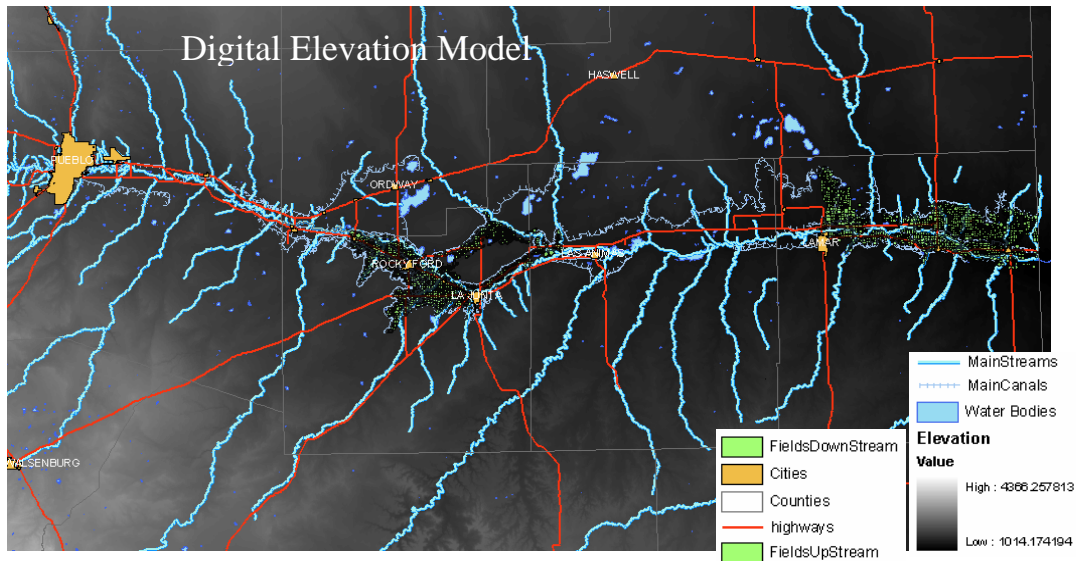 Digital Elevation Model
HASWELL
PUEBLO
ORDWAY
ROCKY FORD
LAS ANIMAS
LAMAR
LA JUNTA
WALSENBURG
MainStreams
MainCanals
Water Bodies
Elevation
Value
High : 4366.257813
Low : 1014.174194
FieldsDownStream
Cities
Counties
highways
FieldsUpStream